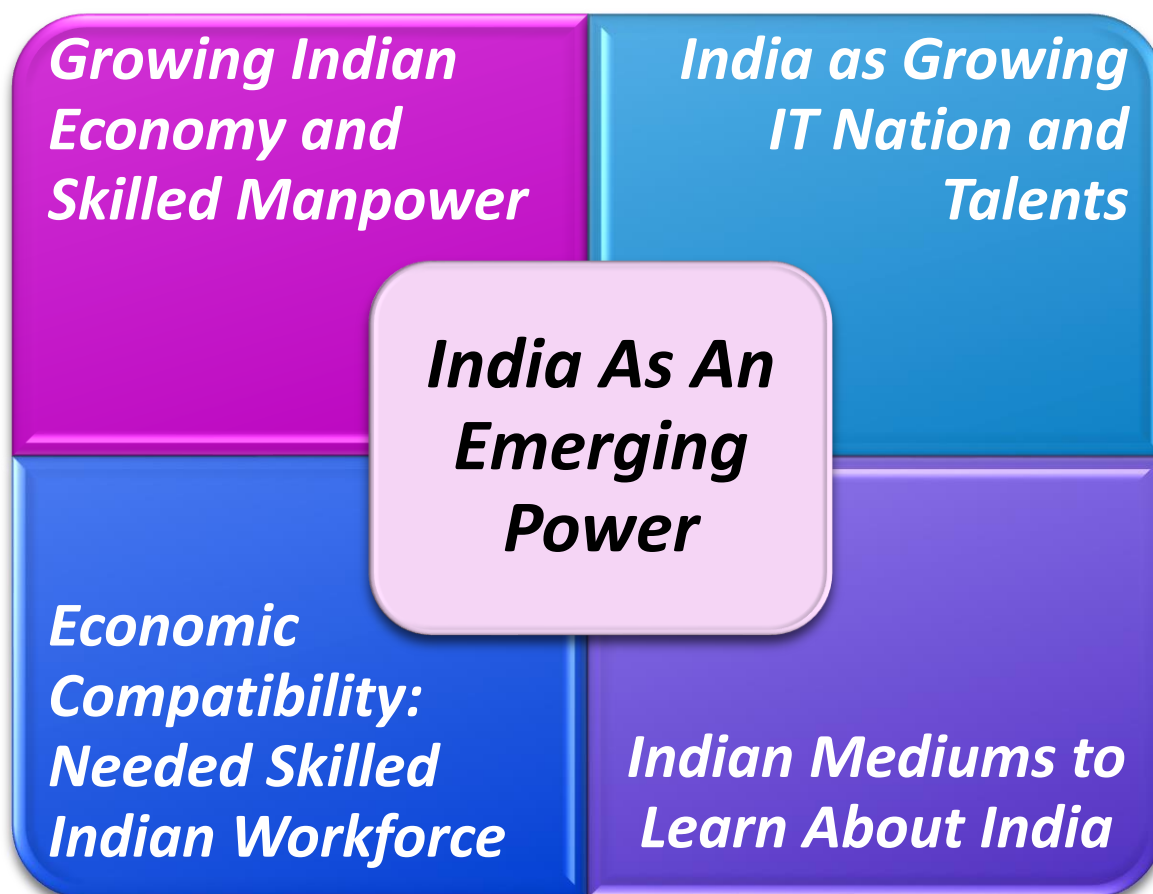 Growing Indian
Economy and
Skilled Manpower
India as Growing
IT Nation and
Talents
India As An
Emerging
Power
Economic
Compatibility:
Needed Skilled
Indian Workforce
Indian Mediums to
Learn About India